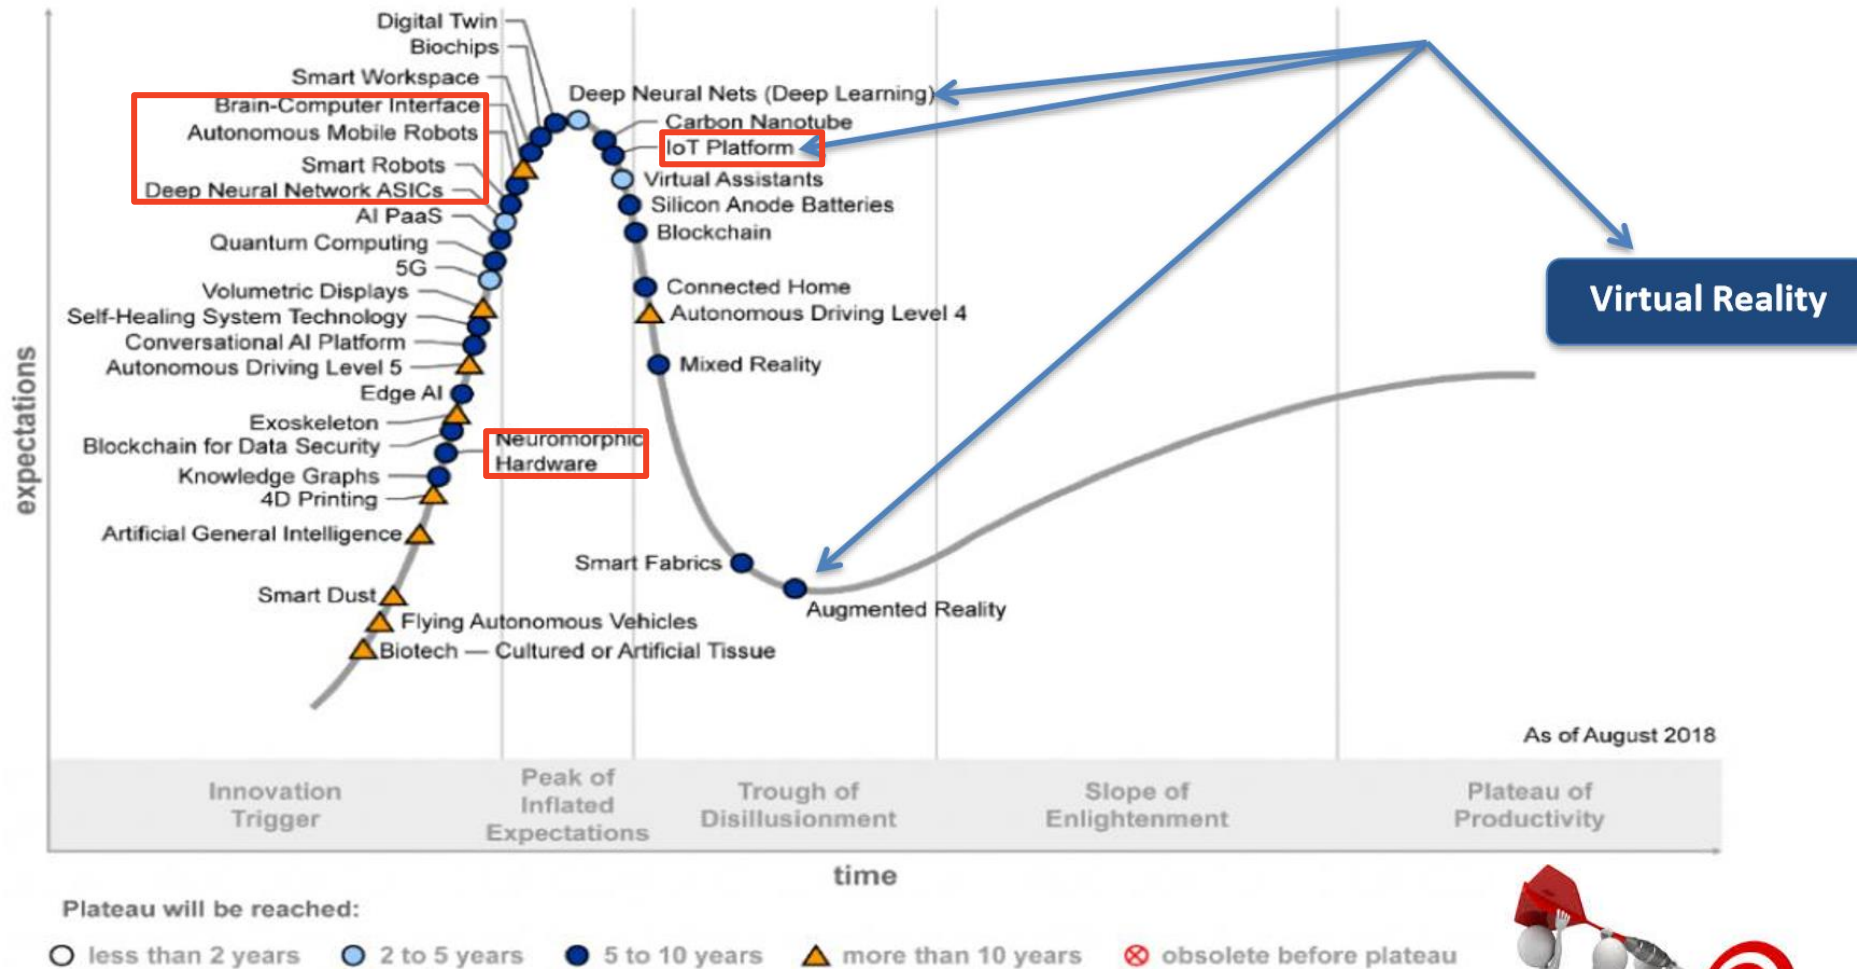 Digital Twin
Biochips
Smart Workspace
Brain-Computer Interface
Autonomous Mobile Robots
Smart Robots
Deep Neural Network ASICs
AI PaaS
Quantum Computing
5G
Volumetric Displays
Self-Healing System Technology
Conversational AI Platform
Autonomous Driving Level 5
Edge AI
Exoskeleton
Blockchain for Data Security
Neuromorphic
Hardware
Knowledge Graphs
4D Printing
Artificial General Intelligence
Smart Dust
Flying Autonomous Vehicles
Biotech — Cultured or Artificial Tissue
Deep Neural Nets (Deep Learning)
Carbon Nanotube
IoT Platform
Virtual Assistants
Silicon Anode Batteries
Blockchain
Connected Home
Autonomous Driving Level 4
Mixed Reality
Smart Fabrics
Augmented Reality
Virtual Reality
expectations
As of August 2018
Innovation
Trigger
Peak of
Inflated
Expectations
Trough of
Disillusionment
Slope of
Enlightenment
Plateau of
Productivity
time
Plateau will be reached:
less than 2 years
2 to 5 years
5 to 10 years
more than 10 years
obsolete before plateau